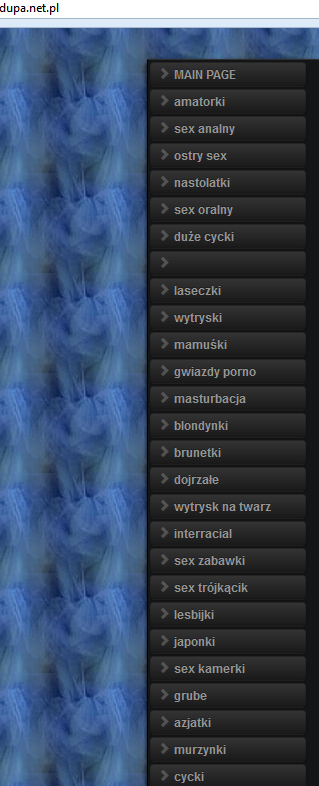 dupa.net.pl
MAIN PAGE
amatorki
sex analny
ostry sex
nastolatki
sex oralny
duże cycki
laseczki
wytryski
mamuśki
gwiazdy porno
masturbacja
blondynki
brunetki
dojrzałe
wytrysk na twarz
interracial
sex zabawki
sex trójkącik
lesbijki
japonki
sex kamerki
grube
azjatki
murzynki
cycki